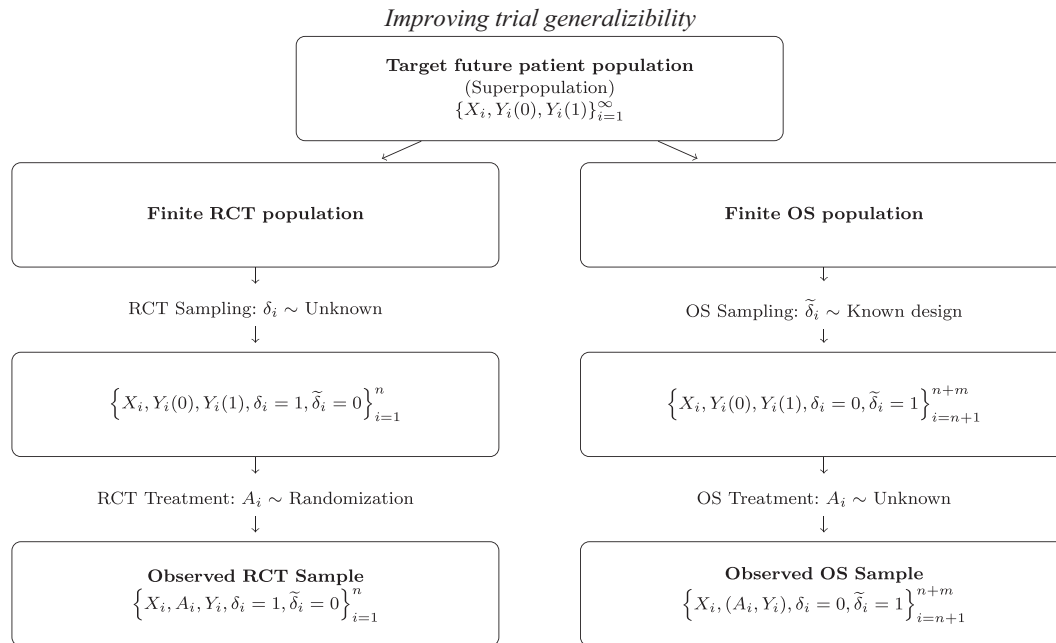 Improving trial generalizibility
Target future patient population
(Superpopulation)
{X_i, Y_i(0), Y_i(1)}_{i=1}^∞
Finite RCT population
Finite OS population
RCT Sampling: δ_i ∼ Unknown
OS Sampling: δ̃_i ∼ Known design
{X_i, Y_i(0), Y_i(1), δ_i = 1, δ̃_i = 0}_{i=1}^n
{X_i, Y_i(0), Y_i(1), δ_i = 0, δ̃_i = 1}_{i=n+1}^{n+m}
RCT Treatment: A_i ∼ Randomization
OS Treatment: A_i ∼ Unknown
Observed RCT Sample
{X_i, A_i, Y_i, δ_i = 1, δ̃_i = 0}_{i=1}^n
Observed OS Sample
{X_i, (A_i, Y_i), δ_i = 0, δ̃_i = 1}_{i=n+1}^{n+m}